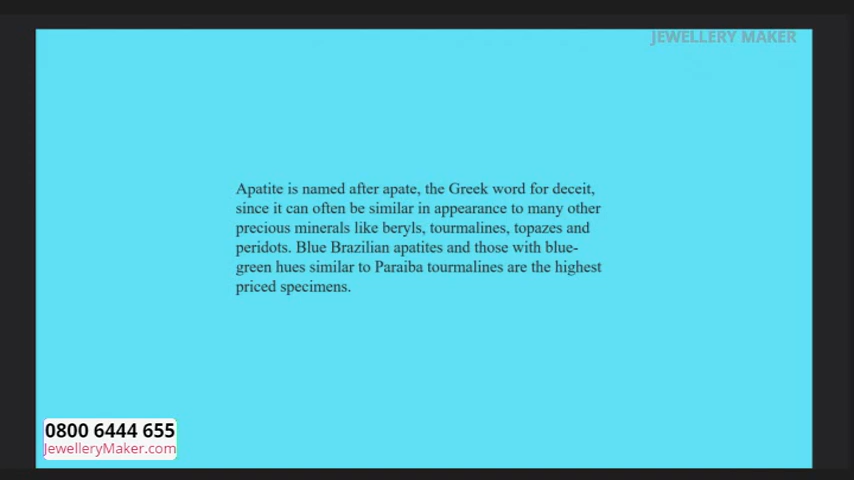 JEWELLERY MAKER
Apatite is named after apate, the Greek word for deceit,
since it can often be similar in appearance to many other
precious minerals like beryls, tourmalines, topazes and
peridots. Blue Brazilian apatites and those with blue-
green hues similar to Paraiba tourmalines are the highest
priced specimens.
0800 6444 655
JewelleryMaker.com